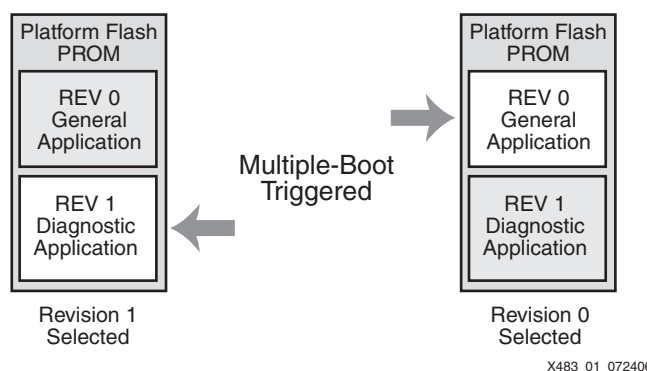 Platform Flash
PROM
REV 0
General
Application
REV 1
Diagnostic
Application
Revision 1
Selected
Multiple-Boot
Triggered
Platform Flash
PROM
REV 0
General
Application
REV 1
Diagnostic
Application
Revision 0
Selected
X483_01_072406